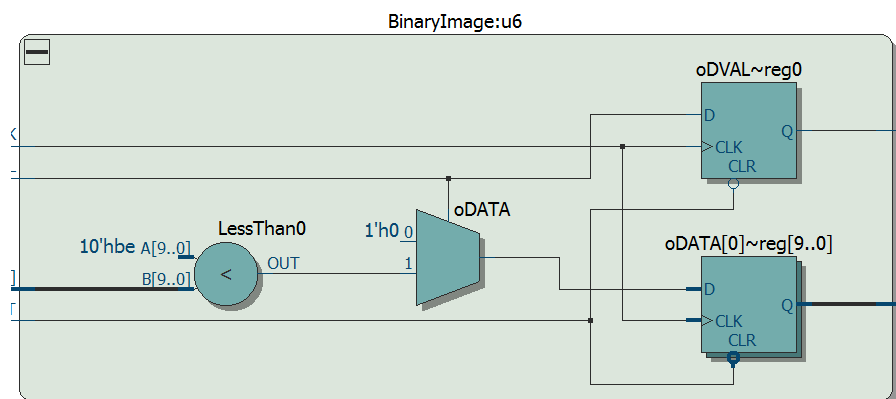 BinaryImage:u6
oDVAL~reg0
D
Q
CLK
CLR
oDATA
LessThan0
1'h0 0
10'hbe A[9..0]
<
OUT
1
B[9..0]
oDATA[0]~reg[9..0]
D
Q
CLK
CLR